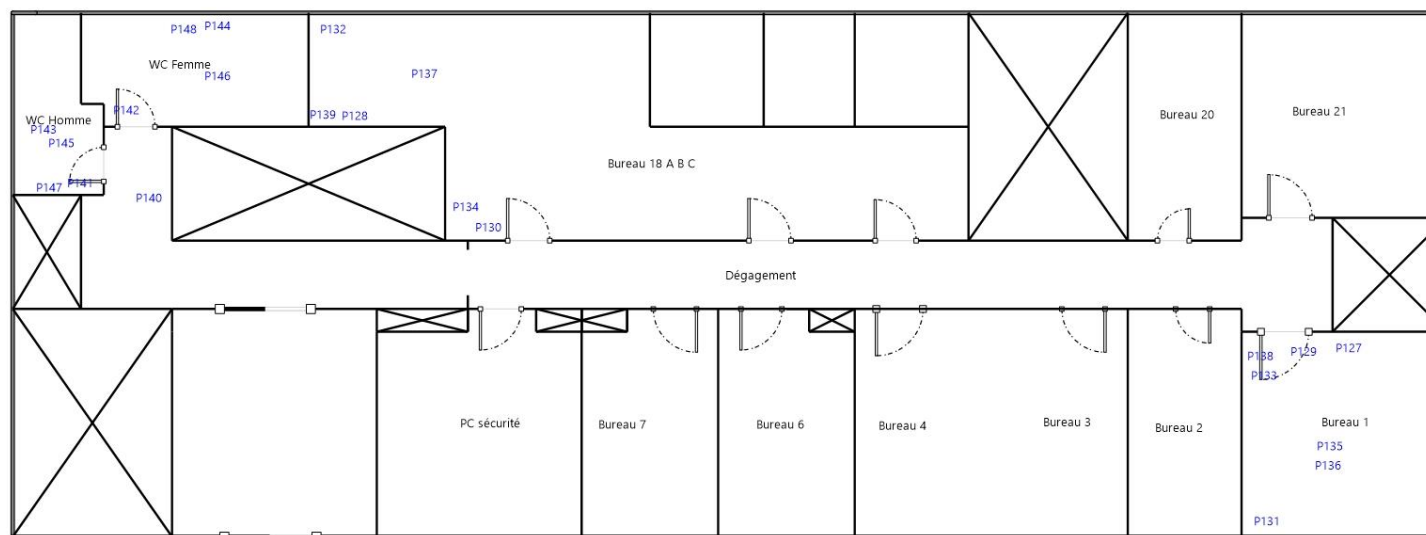 P148
P144
P132
WC Femme
P146
P137
P142
P139
P128
WC Homme
P143
P145
Bureau 20
Bureau 21
Bureau 18 A B C
P147
P141
P140
P134
P130
Dégagement
P138
P129
P127
P133
PC sécurité
Bureau 7
Bureau 6
Bureau 4
Bureau 3
Bureau 2
Bureau 1
P135
P136
P131